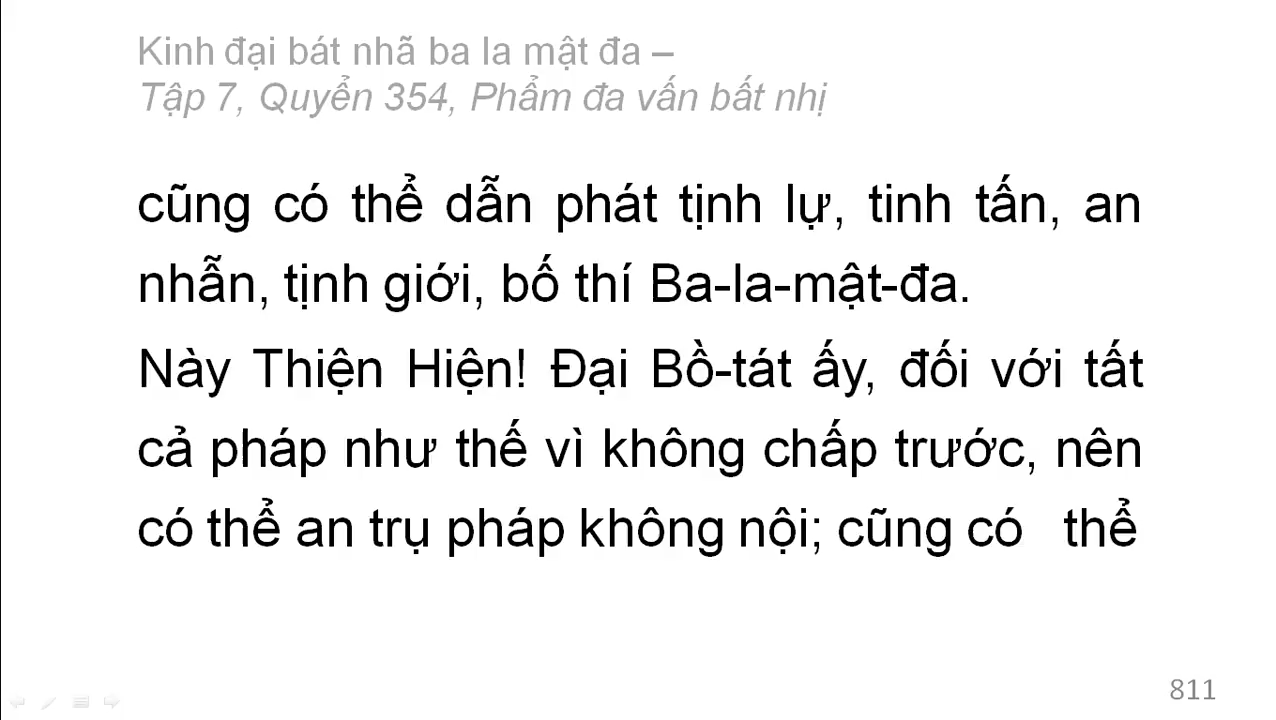 Kinh đại bát nhã ba la mật đa –
Tập 7, Quyển 354, Phẩm đa vấn bất nhị
cũng có thể dẫn phát tịnh lự, tinh tấn, an
nhẫn, tịnh giới, bố thí Ba-la-mật-đa.
Này Thiện Hiện! Đại Bồ-tát ấy, đối với tất
cả pháp như thế vì không chấp trước, nên
có thể an trụ pháp không nội; cũng có thể
811